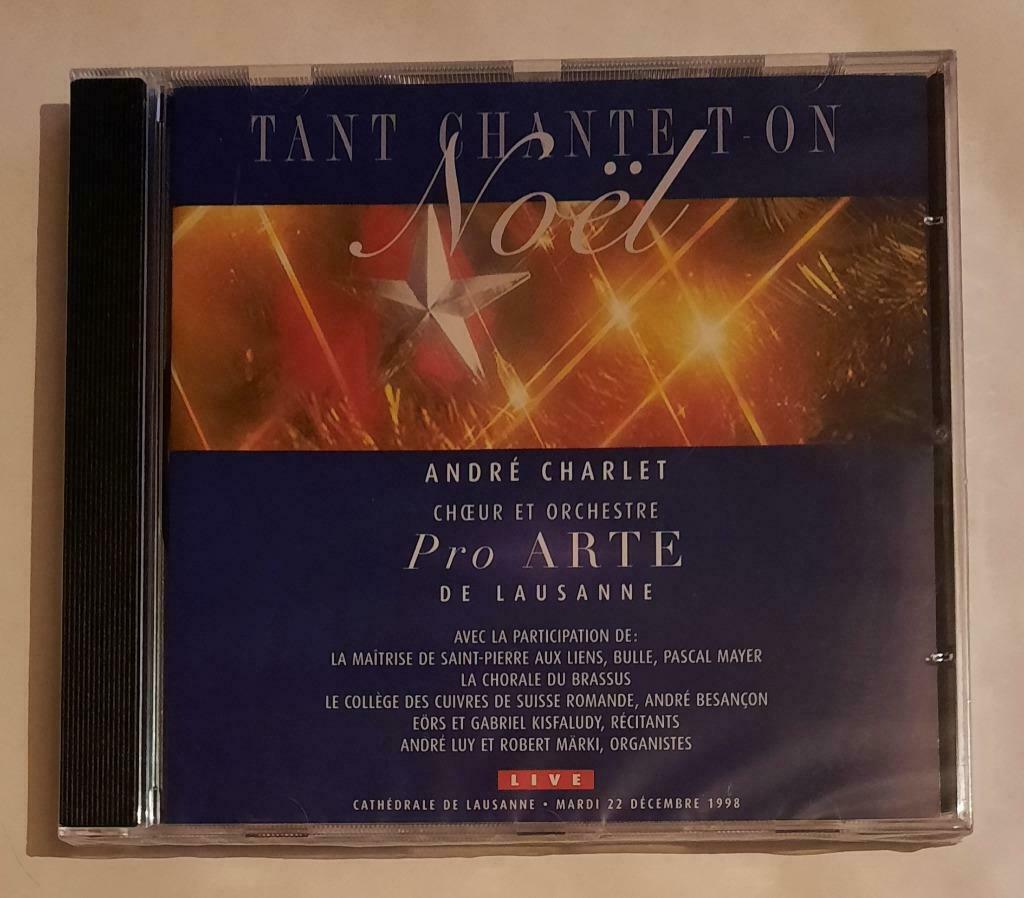 TANT CHANTE T-ON
Noël
ANDRÉ CHARLET
CHŒUR ET ORCHESTRE
Pro ARTE
DE LAUSANNE
AVEC LA PARTICIPATION DE:
LA MAÎTRISE DE SAINT-PIERRE AUX LIENS, BULLE, PASCAL MAYER
LA CHORALE DU BRASSUS
LE COLLÈGE DES CUIVRES DE SUISSE ROMANDE, ANDRÉ BESANÇON
EÖRS ET GABRIEL KISFALUDY, RÉCITANTS
ANDRÉ LUY ET ROBERT MÄRKI, ORGANISTES
LIVE
CATHÉDRALE DE LAUSANNE • MARDI 22 DÉCEMBRE 1998